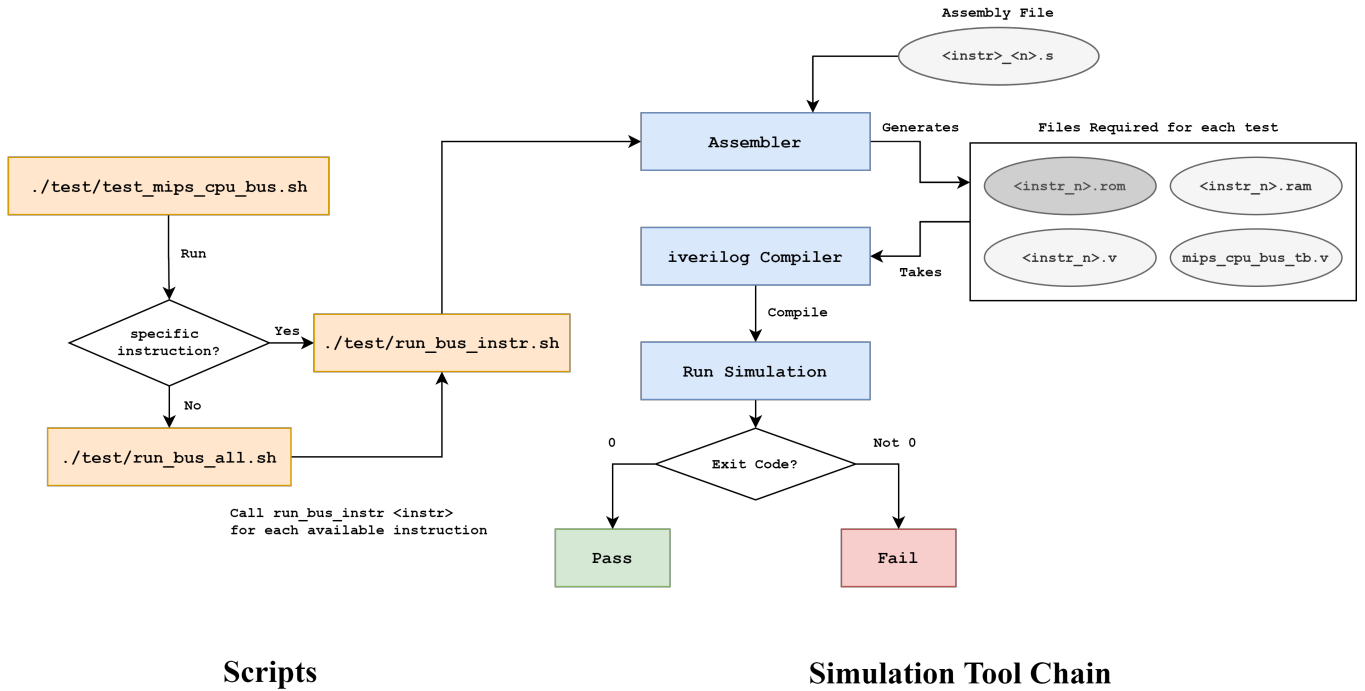 Assembly File
<instr>_<n>.s
Assembler
Generates
Files Required for each test
<instr_n>.rom
<instr_n>.ram
<instr_n>.v
mips_cpu_bus_tb.v
./test/test_mips_cpu_bus.sh
Run
specific
instruction?
Yes
./test/run_bus_instr.sh
No
./test/run_bus_all.sh
Call run_bus_instr <instr>
for each available instruction
iverilog Compiler
Takes
Compile
Run Simulation
0
Exit Code?
Not 0
Pass
Fail
Scripts
Simulation Tool Chain